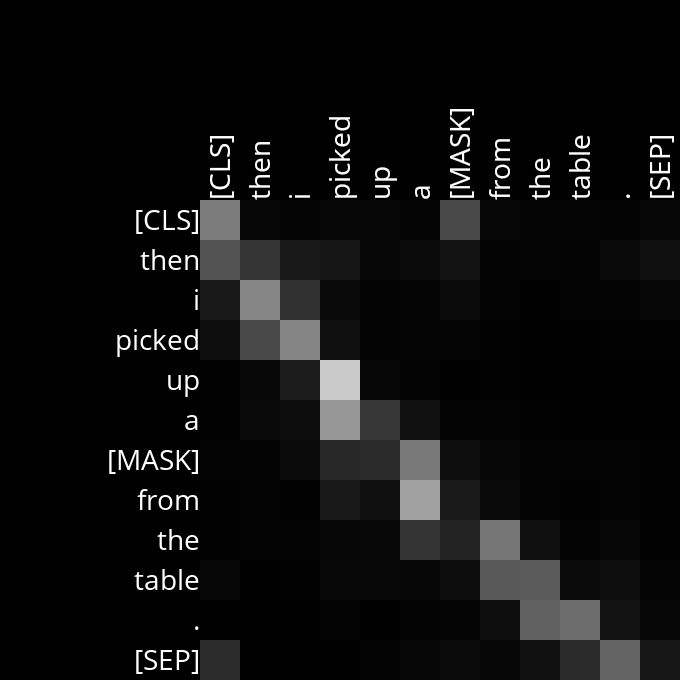 [CLS] then i picked up a [MASK] from the table . [SEP]
[CLS]
then
i
picked
up
a
[MASK]
from
the
table
.
[SEP]